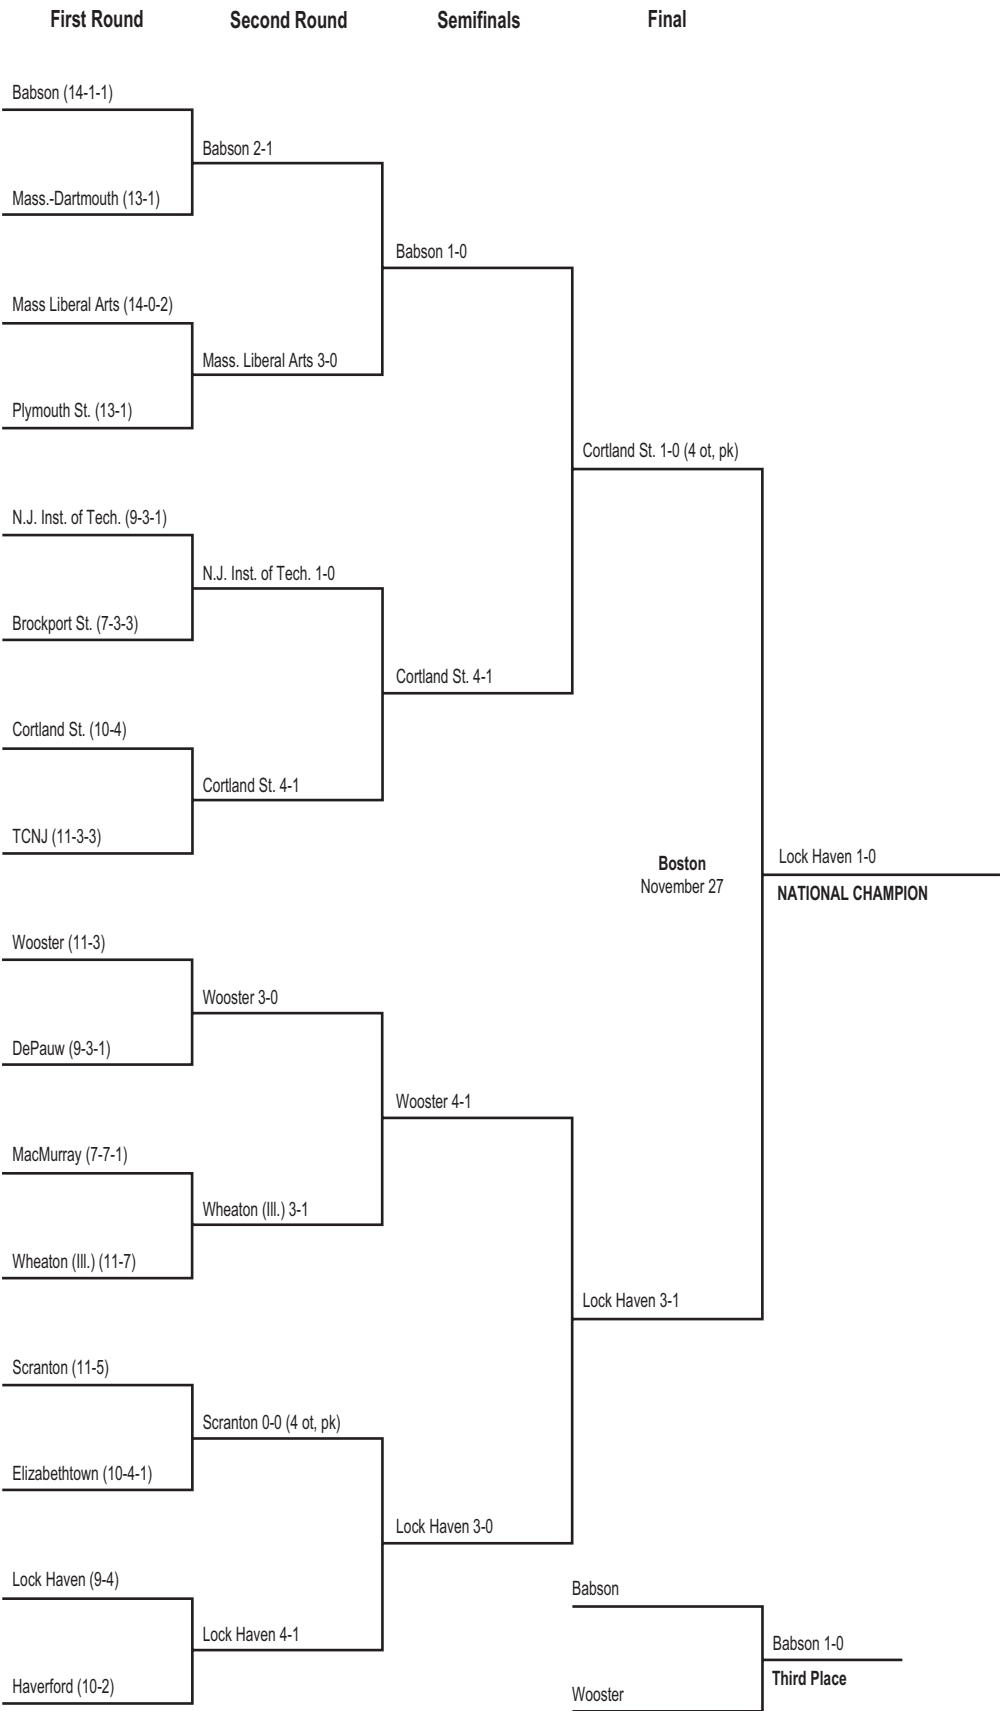 First Round
Second Round
Semifinals
Final
Babson (14-1-1)
Babson 2-1
Mass.-Dartmouth (13-1)
Babson 1-0
Mass Liberal Arts (14-0-2)
Mass. Liberal Arts 3-0
Plymouth St. (13-1)
Cortland St. 1-0 (4 ot, pk)
N.J. Inst. of Tech. (9-3-1)
N.J. Inst. of Tech. 1-0
Brockport St. (7-3-3)
Cortland St. 4-1
Cortland St. (10-4)
Cortland St. 4-1
TCNJ (11-3-3)
Boston
November 27
Lock Haven 1-0
NATIONAL CHAMPION
Wooster (11-3)
Wooster 3-0
DePauw (9-3-1)
Wooster 4-1
MacMurray (7-7-1)
Wheaton (Ill.) 3-1
Wheaton (Ill.) (11-7)
Lock Haven 3-1
Scranton (11-5)
Scranton 0-0 (4 ot, pk)
Elizabethtown (10-4-1)
Lock Haven 3-0
Lock Haven (9-4)
Lock Haven 4-1
Haverford (10-2)
Babson
Babson 1-0
Third Place
Wooster